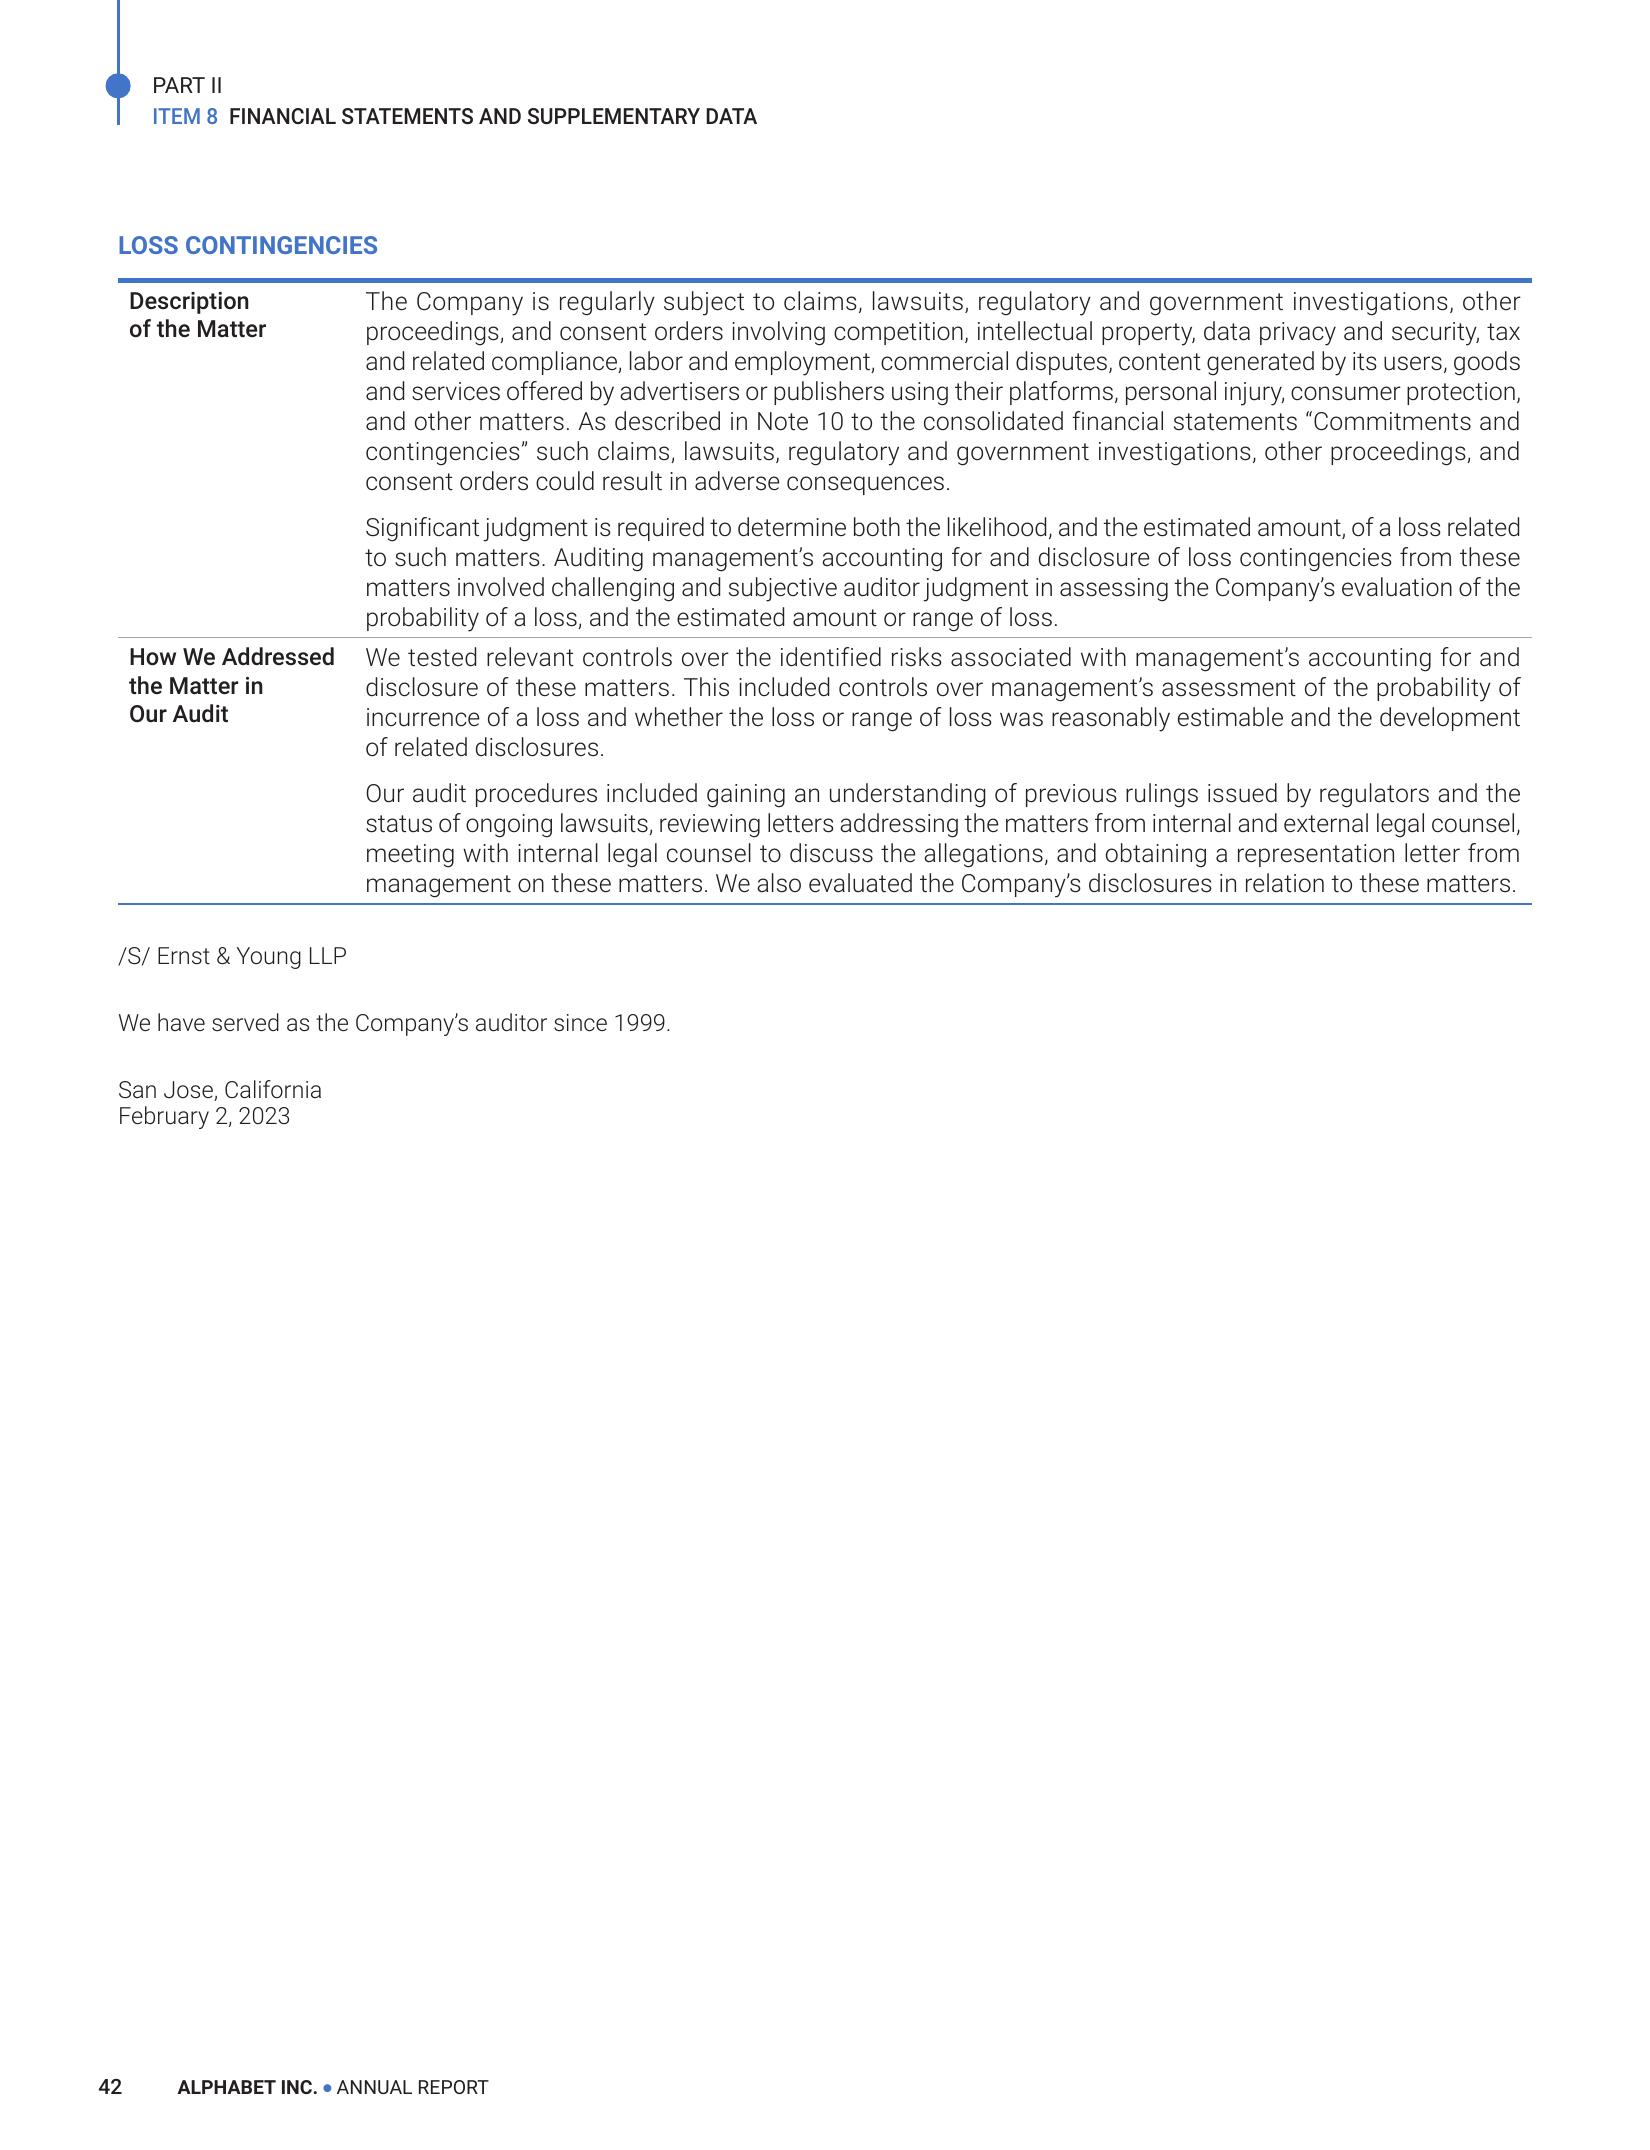 PART II
ITEM 8 FINANCIAL STATEMENTS AND SUPPLEMENTARY DATA
LOSS CONTINGENCIES
Description
of the Matter
The Company is regularly subject to claims, lawsuits, regulatory and government investigations, other
proceedings, and consent orders involving competition, intellectual property, data privacy and security, tax
and related compliance, labor and employment, commercial disputes, content generated by its users, goods
and services offered by advertisers or publishers using their platforms, personal injury, consumer protection,
and other matters. As described in Note 10 to the consolidated financial statements “Commitments and
contingencies” such claims, lawsuits, regulatory and government investigations, other proceedings, and
consent orders could result in adverse consequences.
Significant judgment is required to determine both the likelihood, and the estimated amount, of a loss related
to such matters. Auditing management’s accounting for and disclosure of loss contingencies from these
matters involved challenging and subjective auditor judgment in assessing the Company’s evaluation of the
probability of a loss, and the estimated amount or range of loss.
How We Addressed
the Matter in
Our Audit
We tested relevant controls over the identified risks associated with management’s accounting for and
disclosure of these matters. This included controls over management’s assessment of the probability of
incurrence of a loss and whether the loss or range of loss was reasonably estimable and the development
of related disclosures.
Our audit procedures included gaining an understanding of previous rulings issued by regulators and the
status of ongoing lawsuits, reviewing letters addressing the matters from internal and external legal counsel,
meeting with internal legal counsel to discuss the allegations, and obtaining a representation letter from
management on these matters. We also evaluated the Company’s disclosures in relation to these matters.
/S/ Ernst & Young LLP
We have served as the Company’s auditor since 1999.
San Jose, California
February 2, 2023
42 ALPHABET INC. • ANNUAL REPORT